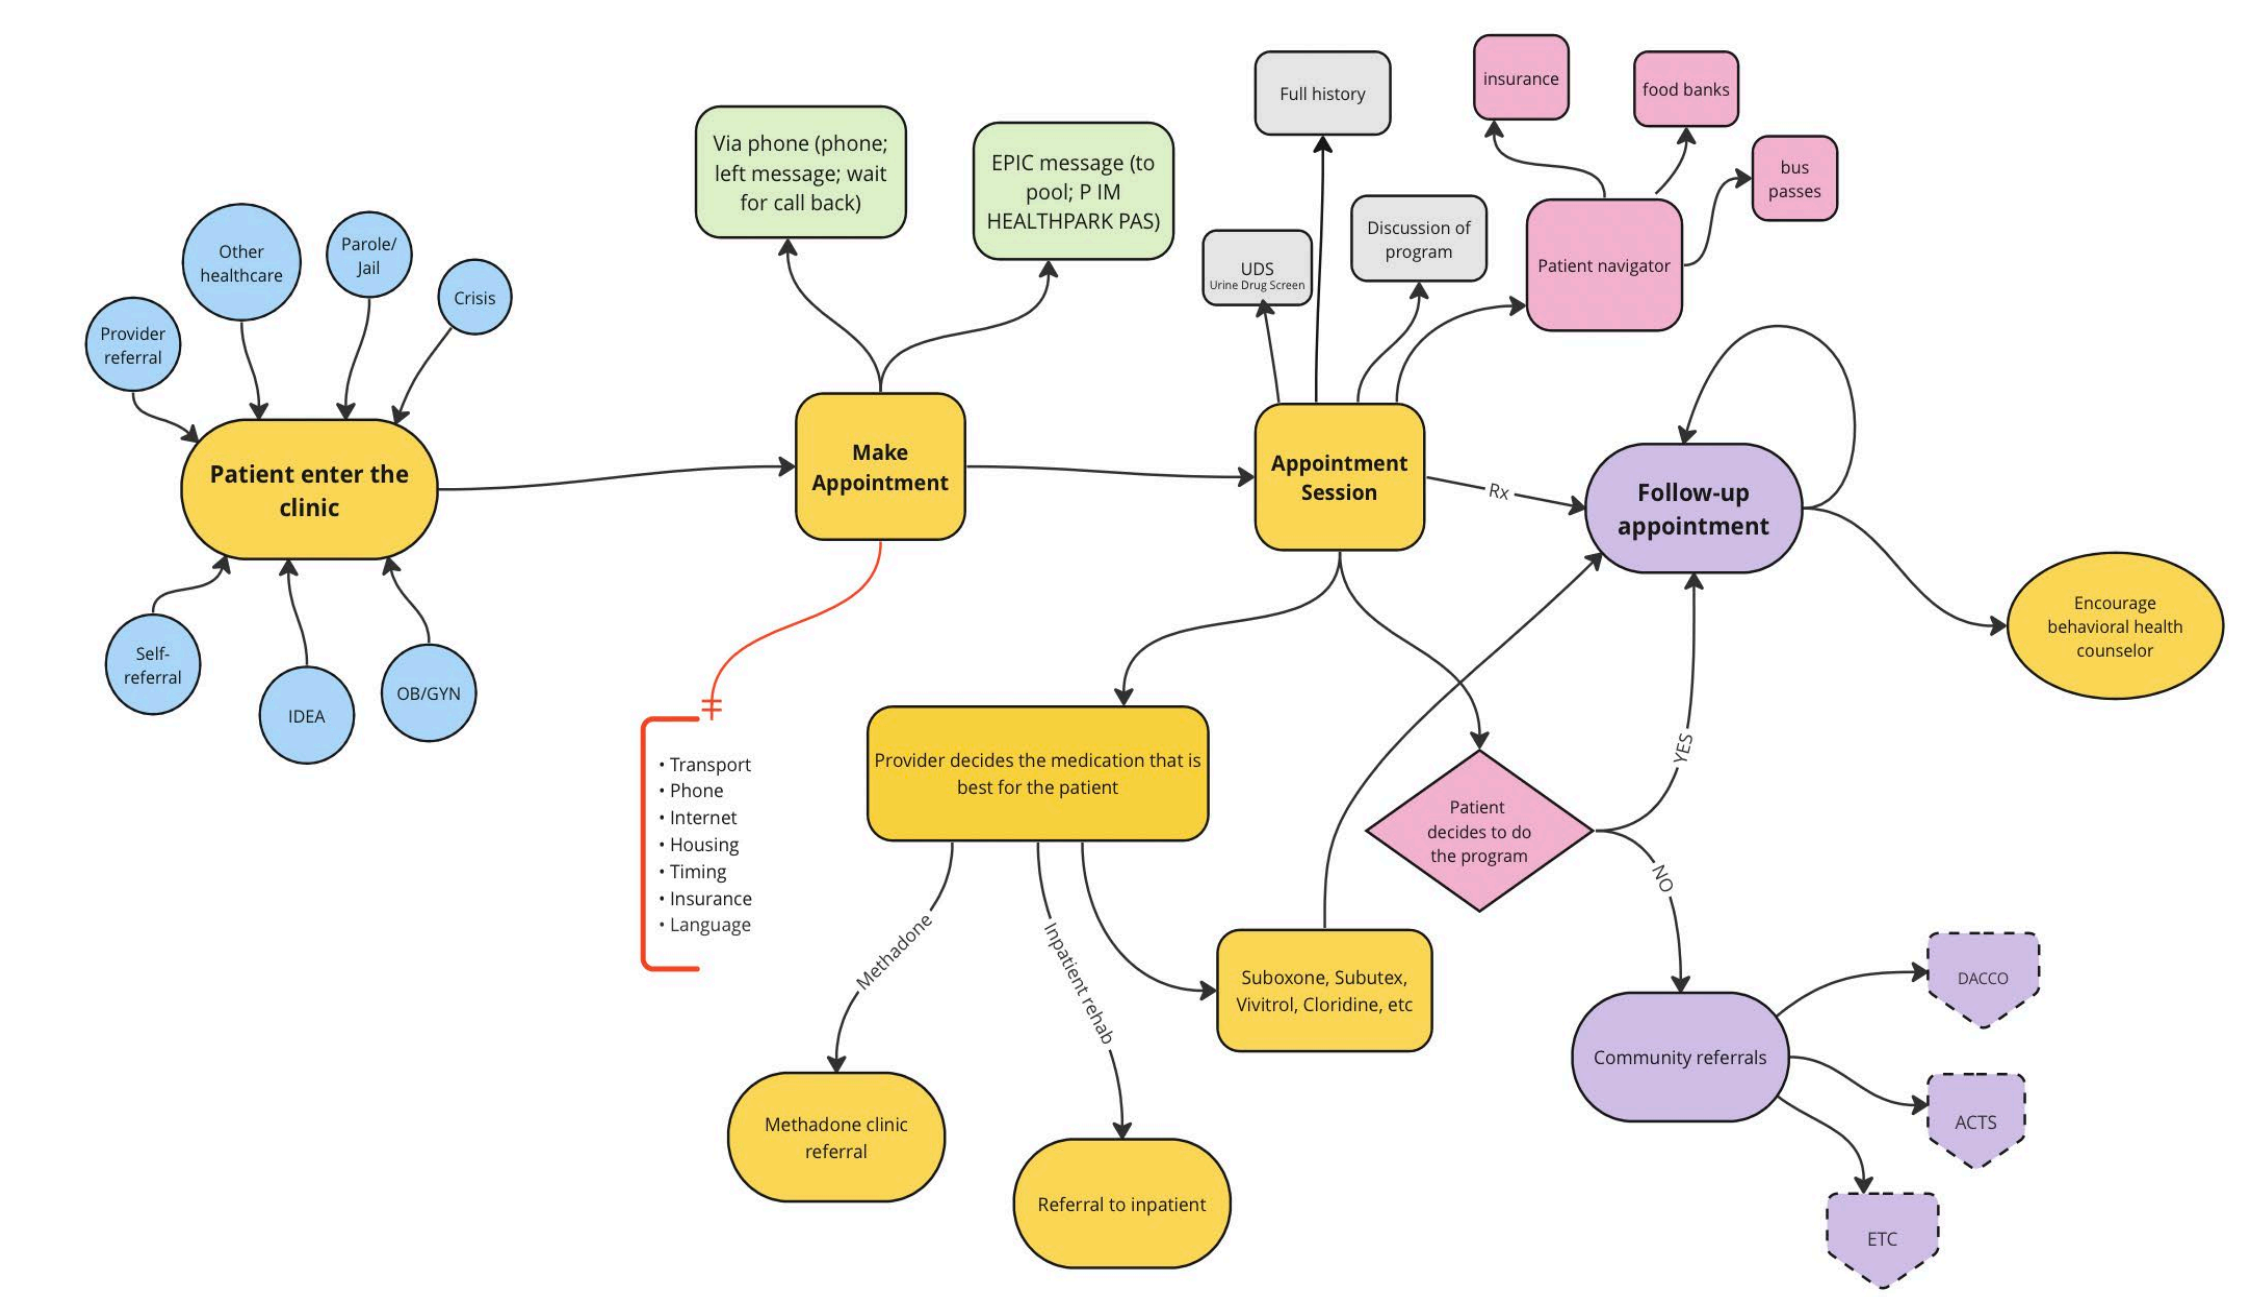 Full history
insurance
food banks
bus
passes
Via phone (phone;
left message; wait
for call back)
EPIC message (to
pool; P IM
HEALTHPARK PAS)
Discussion of
program
UDS
Urine Drug Screen
Patient navigator
Other
healthcare
Parole/
Jail
Crisis
Provider
referral
Patient enter the
clinic
Make
Appointment
Appointment
Session
Rx
Follow-up
appointment
Encourage
behavioral health
counselor
Self-
referral
IDEA
OB/GYN
• Transport
• Phone
• Internet
• Housing
• Timing
• Insurance
• Language
Provider decides the medication that is
best for the patient
Patient
decides to do
the program
YES
NO
Methadone
Inpatient rehab
Suboxone, Subutex,
Vivitrol, Cloridine, etc
Methadone clinic
referral
Referral to inpatient
Community referrals
DACCO
ACTS
ETC